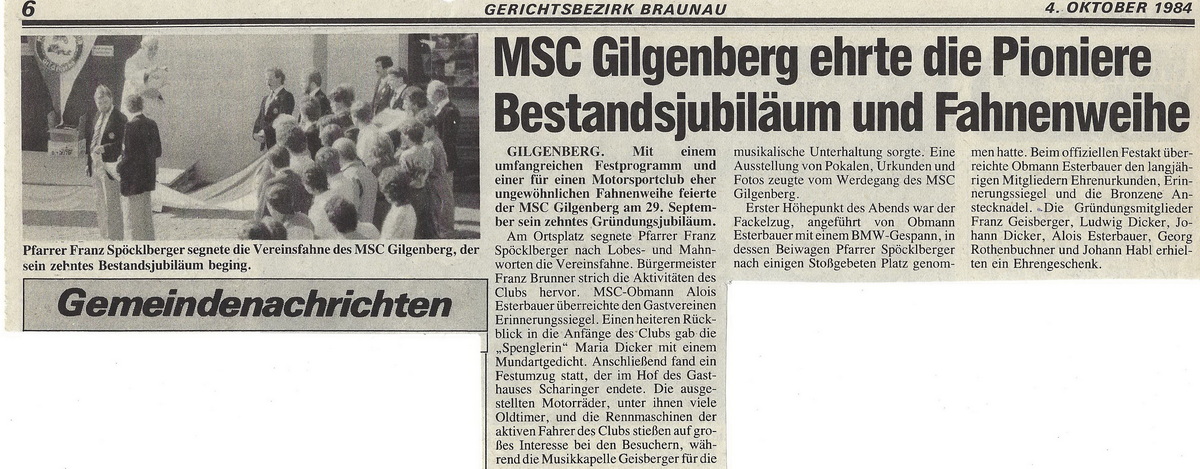 6
GERICHTSBEZIRK BRAUNAU
4. OKTOBER 1984
MSC Gilgenberg ehrte die Pioniere
Bestandsjubiläum und Fahnenweihe
Pfarrer Franz Spöcklberger segnete die Vereinsfahne des MSC Gilgenberg, der
sein zehntes Bestandsjubiläum beging.
Gemeindenachrichten
GILGENBERG. Mit einem
umfangreichen Festprogramm und
einer für einen Motorsportclub eher
ungewöhnlichen Fahnenweihe feierte
der MSC Gilgenberg am 29. Septem-
ber sein zehntes Gründungsjubiläum.
Am Ortsplatz segnete Pfarrer Franz
Spöcklberger nach Lobes- und Mahn-
worten die Vereinsfahne. Bürgermeister
Franz Brunner strich die Aktivitäten des
Clubs hervor. MSC-Obmann Alois
Esterbauer überreichte den Gastvereinen
Erinnerungssiegel. Einen heiteren Rück-
blick in die Anfänge des Clubs gab die
„Spenglerin" Maria Dicker mit einem
Mundartgedicht. Anschließend fand ein
Festumzug statt, der im Hof des Gast-
hauses Scharinger endete. Die ausge-
stellten Motorräder, unter ihnen viele
Oldtimer, und die Rennmaschinen der
aktiven Fahrer des Clubs stießen auf gro-
ßes Interesse bei den Besuchern, wäh-
rend die Musikkapelle Geisberger für die
musikalische Unterhaltung sorgte. Eine
Ausstellung von Pokalen, Urkunden und
Fotos zeugte vom Werdegang des MSC
Gilgenberg.
Erster Höhepunkt des Abends war der
Fackelzug, angeführt von Obmann
Esterbauer mit einem BMW-Gespann, in
dessen Beiwagen Pfarrer Spöcklberger
nach einigen Stoßgebeten Platz genom-
men hatte. Beim offiziellen Festakt über-
reichte Obmann Esterbauer den langjäh-
rigen Mitgliedern Ehrenurkunden, Erin-
nerungssiegel und die Bronzene An-
stecknadel. Die Gründungsmitglieder
Franz Geisberger, Ludwig Dicker, Jo-
hann Dicker, Alois Esterbauer, Georg
Rothenbuchner und Johann Habl erhiel-
ten ein Ehrengeschenk.